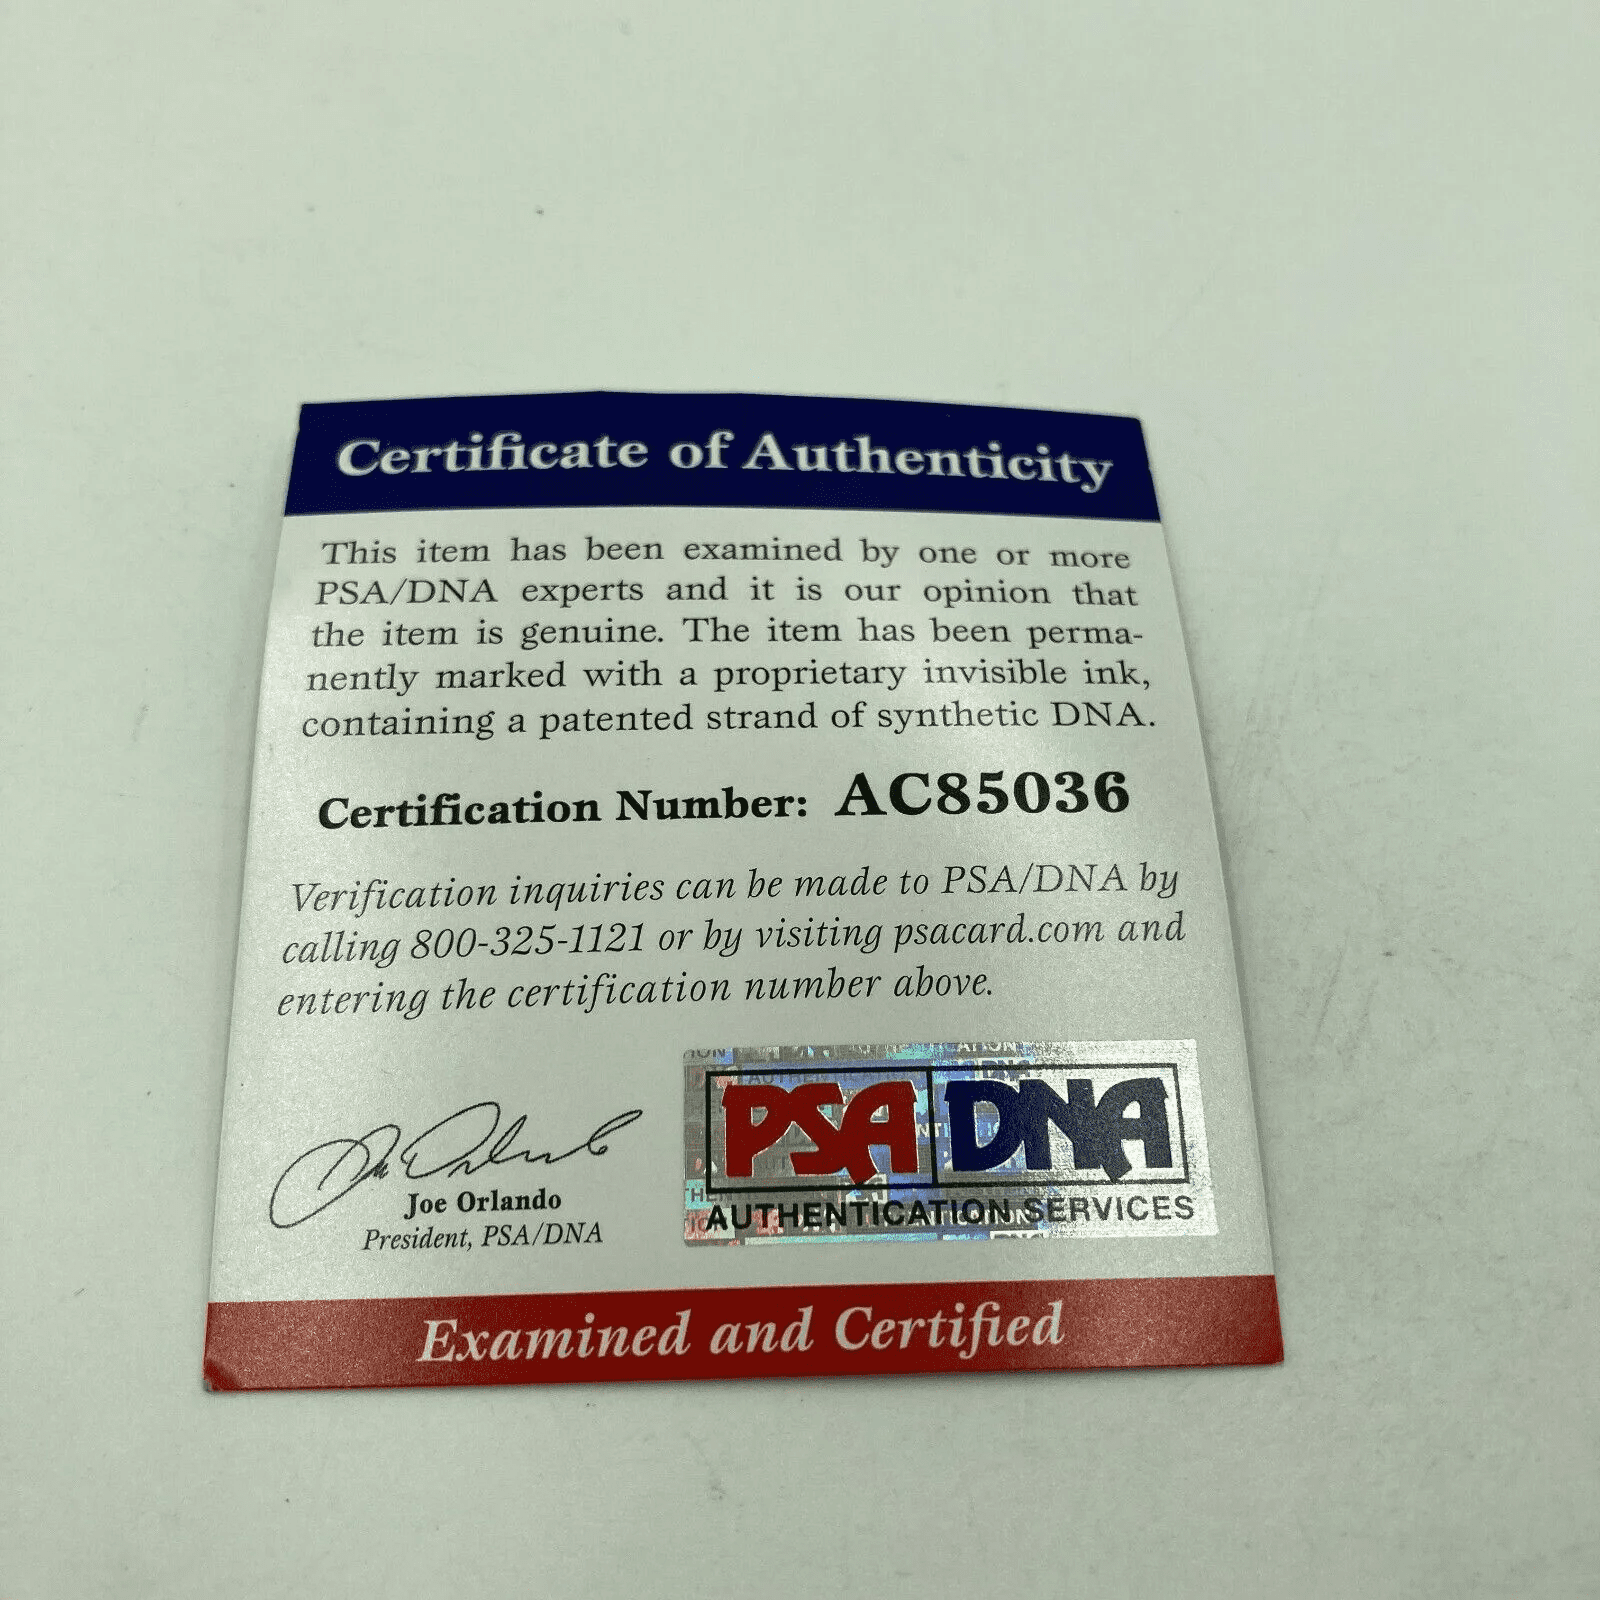 Certificate of Authenticity
This item has been examined by one or more
PSA/DNA experts and it is our opinion that
the item is genuine. The item has been perma-
nently marked with a proprietary invisible ink,
containing a patented strand of synthetic DNA.
Certification Number: AC85036
Verification inquiries can be made to PSA/DNA by
calling 800-325-1121 or by visiting psacard.com and
entering the certification number above.
Joe Orlando
President, PSA/DNA
PSA DNA
AUTHENTICATION SERVICES
Examined and Certified